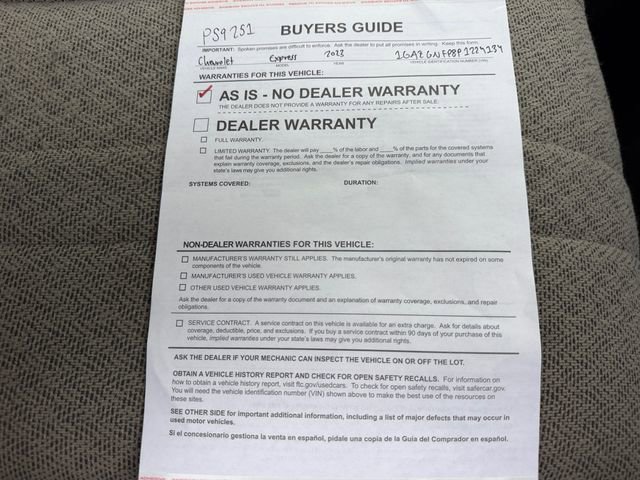 PS9251
BUYERS GUIDE
IMPORTANT: Spoken promises are difficult to enforce. Ask the dealer to put all promises in writing. Keep this form.
Chevrolet Express 2023
VEHICLE MAKE MODEL YEAR VEHICLE IDENTIFICATION NUMBER (VIN)
WARRANTIES FOR THIS VEHICLE:
AS IS - NO DEALER WARRANTY
THE DEALER DOES NOT PROVIDE A WARRANTY FOR ANY REPAIRS AFTER SALE.
DEALER WARRANTY
FULL WARRANTY.
LIMITED WARRANTY. The dealer will pay ____% of the labor and ____% of the parts for the covered systems
that fail during the warranty period. Ask the dealer for a copy of the warranty, and for any documents that
explain warranty coverage, exclusions, and the dealer's repair obligations. Implied warranties under your
state's laws may give you additional rights.
SYSTEMS COVERED: DURATION:
NON-DEALER WARRANTIES FOR THIS VEHICLE:
MANUFACTURER'S WARRANTY STILL APPLIES. The manufacturer's original warranty has not expired on some
components of the vehicle.
MANUFACTURER'S USED VEHICLE WARRANTY APPLIES.
OTHER USED VEHICLE WARRANTY APPLIES.
Ask the dealer for a copy of the warranty document and an explanation of warranty coverage, exclusions, and repair
obligations.
SERVICE CONTRACT. A service contract on this vehicle is available for an extra charge. Ask for details about
coverage, deductible, price, and exclusions. If you buy a service contract within 90 days of your purchase of
this vehicle, implied warranties under your state's laws may give you additional rights.
ASK THE DEALER IF YOUR MECHANIC CAN INSPECT THE VEHICLE ON OR OFF THE LOT.
OBTAIN A VEHICLE HISTORY REPORT AND CHECK FOR OPEN SAFETY RECALLS. For information on
how to obtain a vehicle history report, visit ftc.gov/usedcars. To check for open safety recalls, visit safercar.gov.
You will need the vehicle identification number (VIN) shown above to make the best use of the resources on
these sites.
SEE OTHER SIDE for important additional information, including a list of major defects that may occur in
used motor vehicles.
Si el concesionario gestiona la venta en español, pídale una copia de la Guía del Comprador en español.